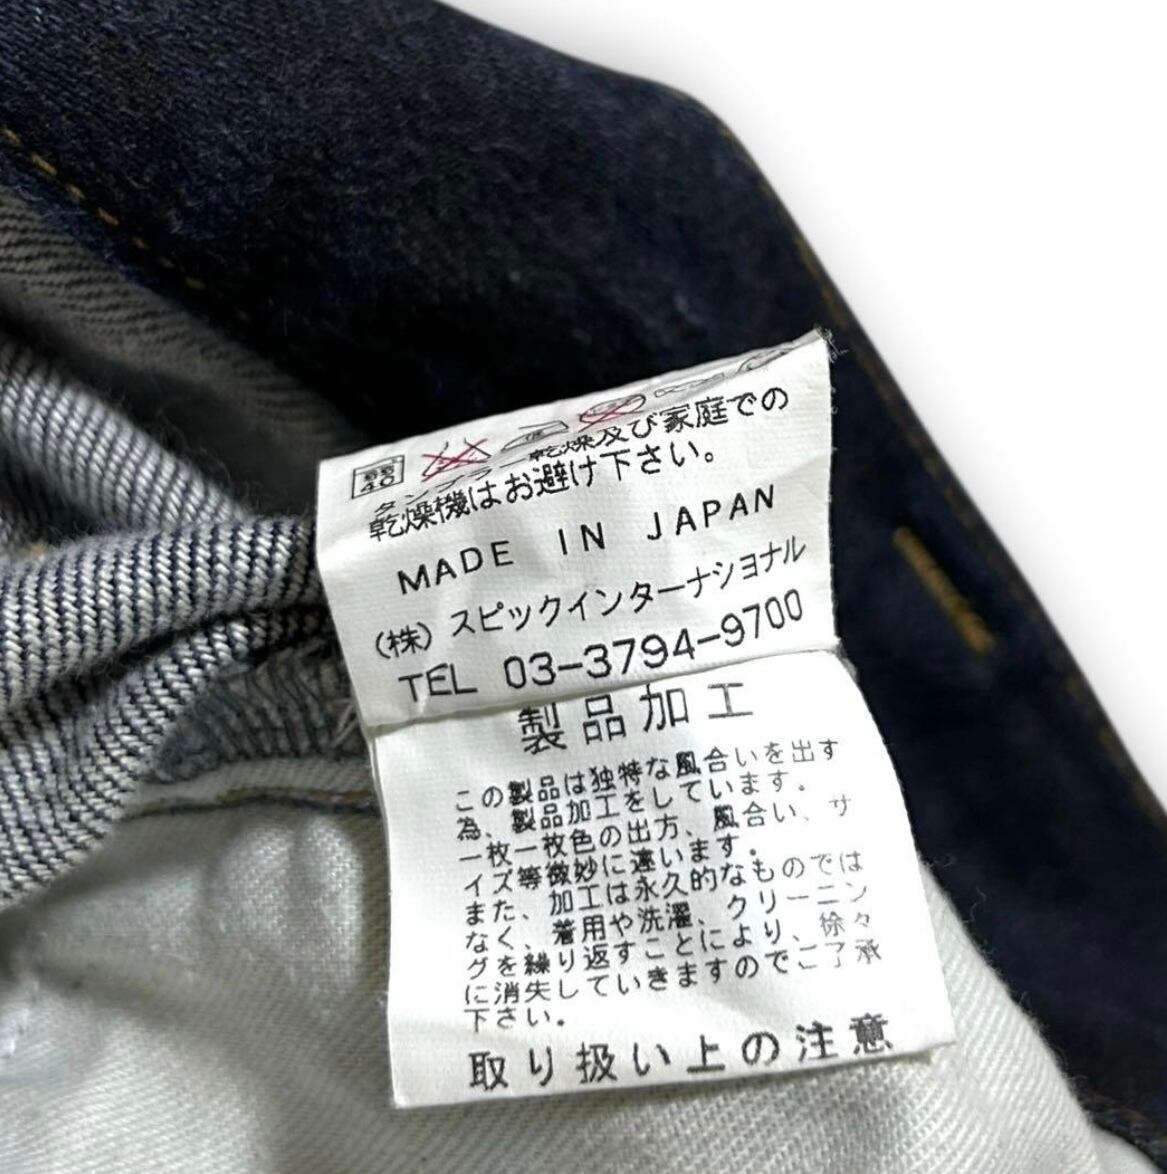 55
40
タンブラー乾燥及び家庭での
乾燥機はお避け下さい。
MADE IN JAPAN
(株) スピックインターナショナル
TEL 03-3794-9700
製品加工
この製品は独特な風合いを出す
為、製品加工をしています。
一枚一枚色の出方、風合い、サ
イズ等微妙に違います。
また、加工は永久的なものでは
なく、着用や洗濯、クリーニン
グを繰り返すことにより、徐々
に消失していきますのでご了承
下さい。
取り扱い上の注意